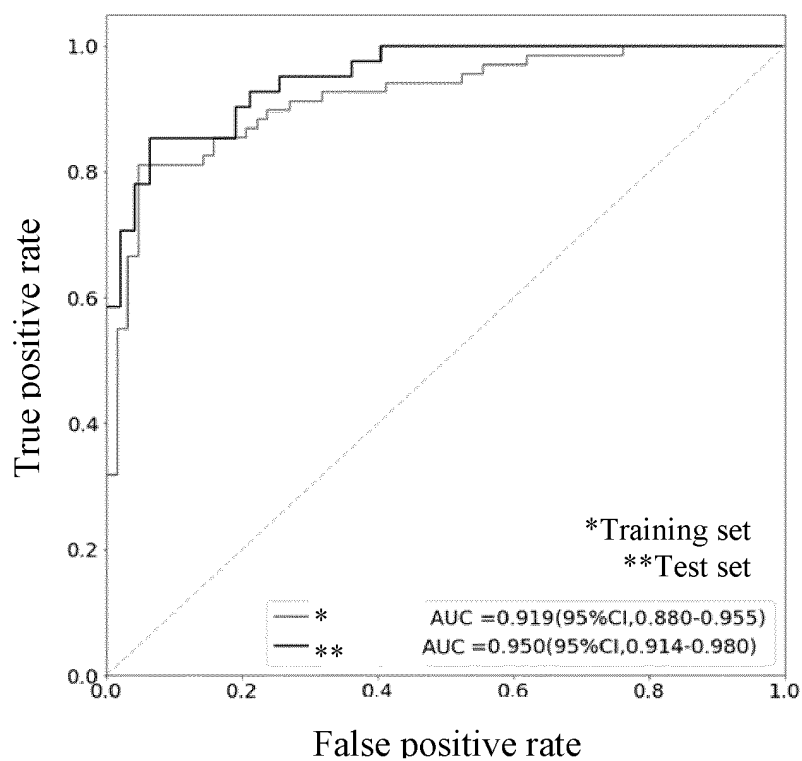 1.0
0.8
0.6
0.4
0.2
0.0
True positive rate
*Training set
**Test set
* AUC =0.919(95%CI,0.880-0.955)
** AUC =0.950(95%CI,0.914-0.980)
0.0 0.2 0.4 0.6 0.8 1.0
False positive rate